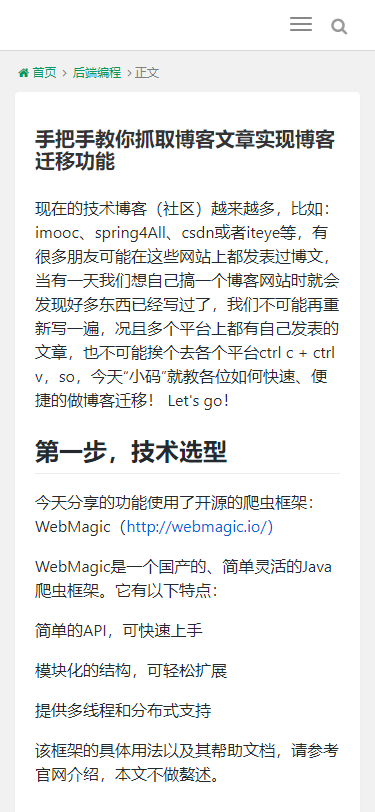 首页 > 后端编程 > 正文
手把手教你抓取博客文章实现博客
迁移功能
现在的技术博客（社区）越来越多，比如：
imooc、spring4All、csdn或者iteye等，有
很多朋友可能在这些网站上都发表过博文，
当有一天我们想自己搞一个博客网站时就会
发现好多东西已经写过了，我们不可能再重
新写一遍，况且多个平台上都有自己发表的
文章，也不可能挨个去各个平台ctrl c + ctrl
v，so，今天“小码”就教各位如何快速、便
捷的做博客迁移！ Let's go！
第一步，技术选型
今天分享的功能使用了开源的爬虫框架：
WebMagic（http://webmagic.io/）
WebMagic是一个国产的、简单灵活的Java
爬虫框架。它有以下特点：
简单的API，可快速上手
模块化的结构，可轻松扩展
提供多线程和分布式支持
该框架的具体用法以及其帮助文档，请参考
官网介绍，本文不做赘述。